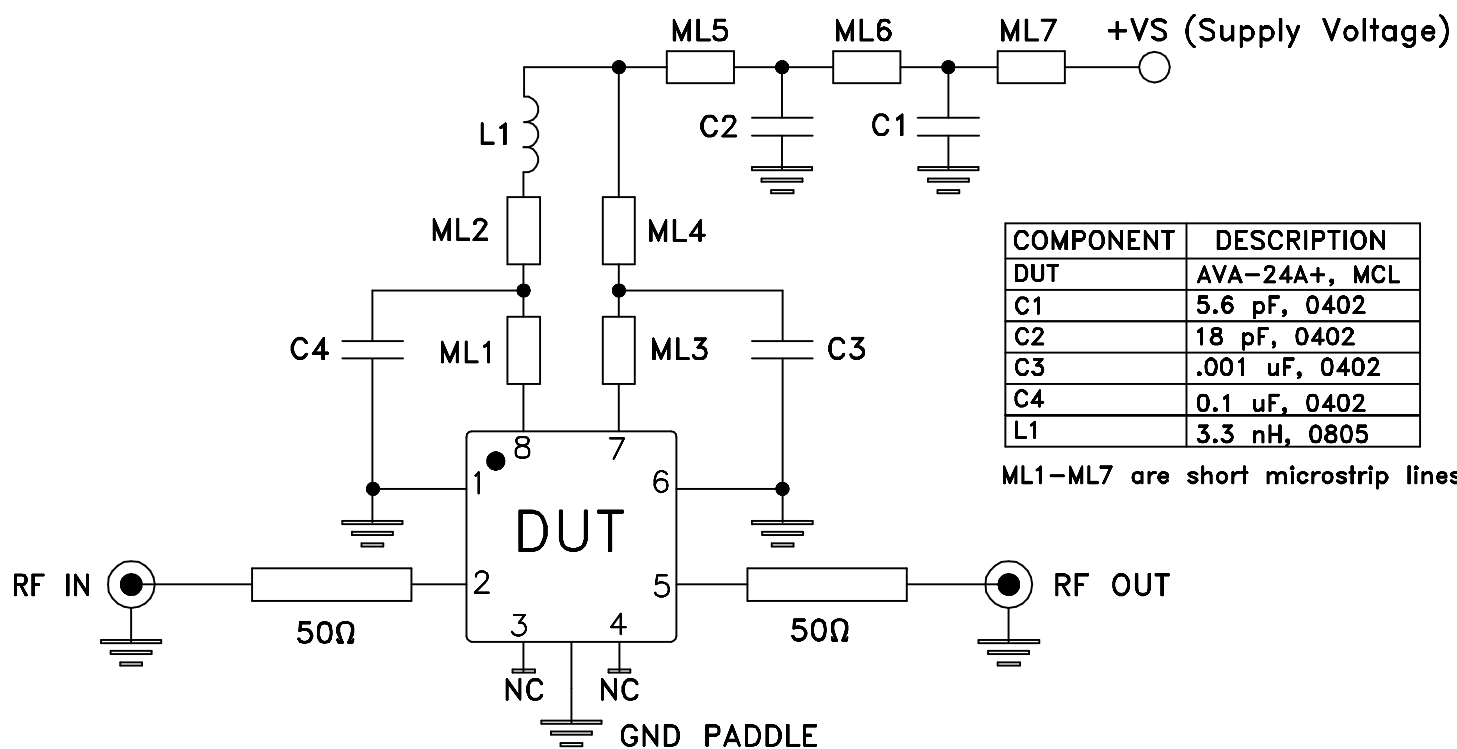 ML5 ML6 ML7 +VS (Supply Voltage)
L1 C2 C1
ML2 ML4
COMPONENT DESCRIPTION
DUT AVA-24A+, MCL
C1 5.6 pF, 0402
C2 18 pF, 0402
C3 .001 uF, 0402
C4 0.1 uF, 0402
L1 3.3 nH, 0805
ML1-ML7 are short microstrip lines
C4 ML1 ML3 C3
8 7
1 6
DUT
RF IN 2 5 RF OUT
50Ω 3 4 50Ω
NC NC
GND PADDLE